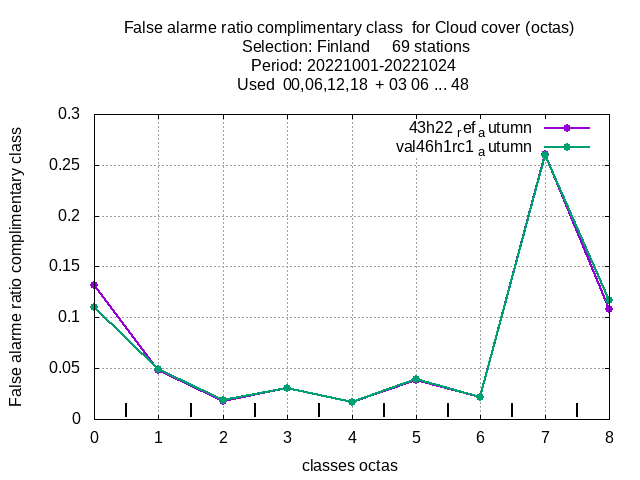 False alarme ratio complimentary class  for Cloud cover (octas)
Selection: Finland     69 stations
Period: 20221001-20221024
Used  00,06,12,18  + 03 06 ... 48
43h22_ref_autumn
val46h1rc1_autumn
False alarme ratio complimentary class
0.3
0.25
0.2
0.15
0.1
0.05
0
0 1 2 3 4 5 6 7 8
classes octas